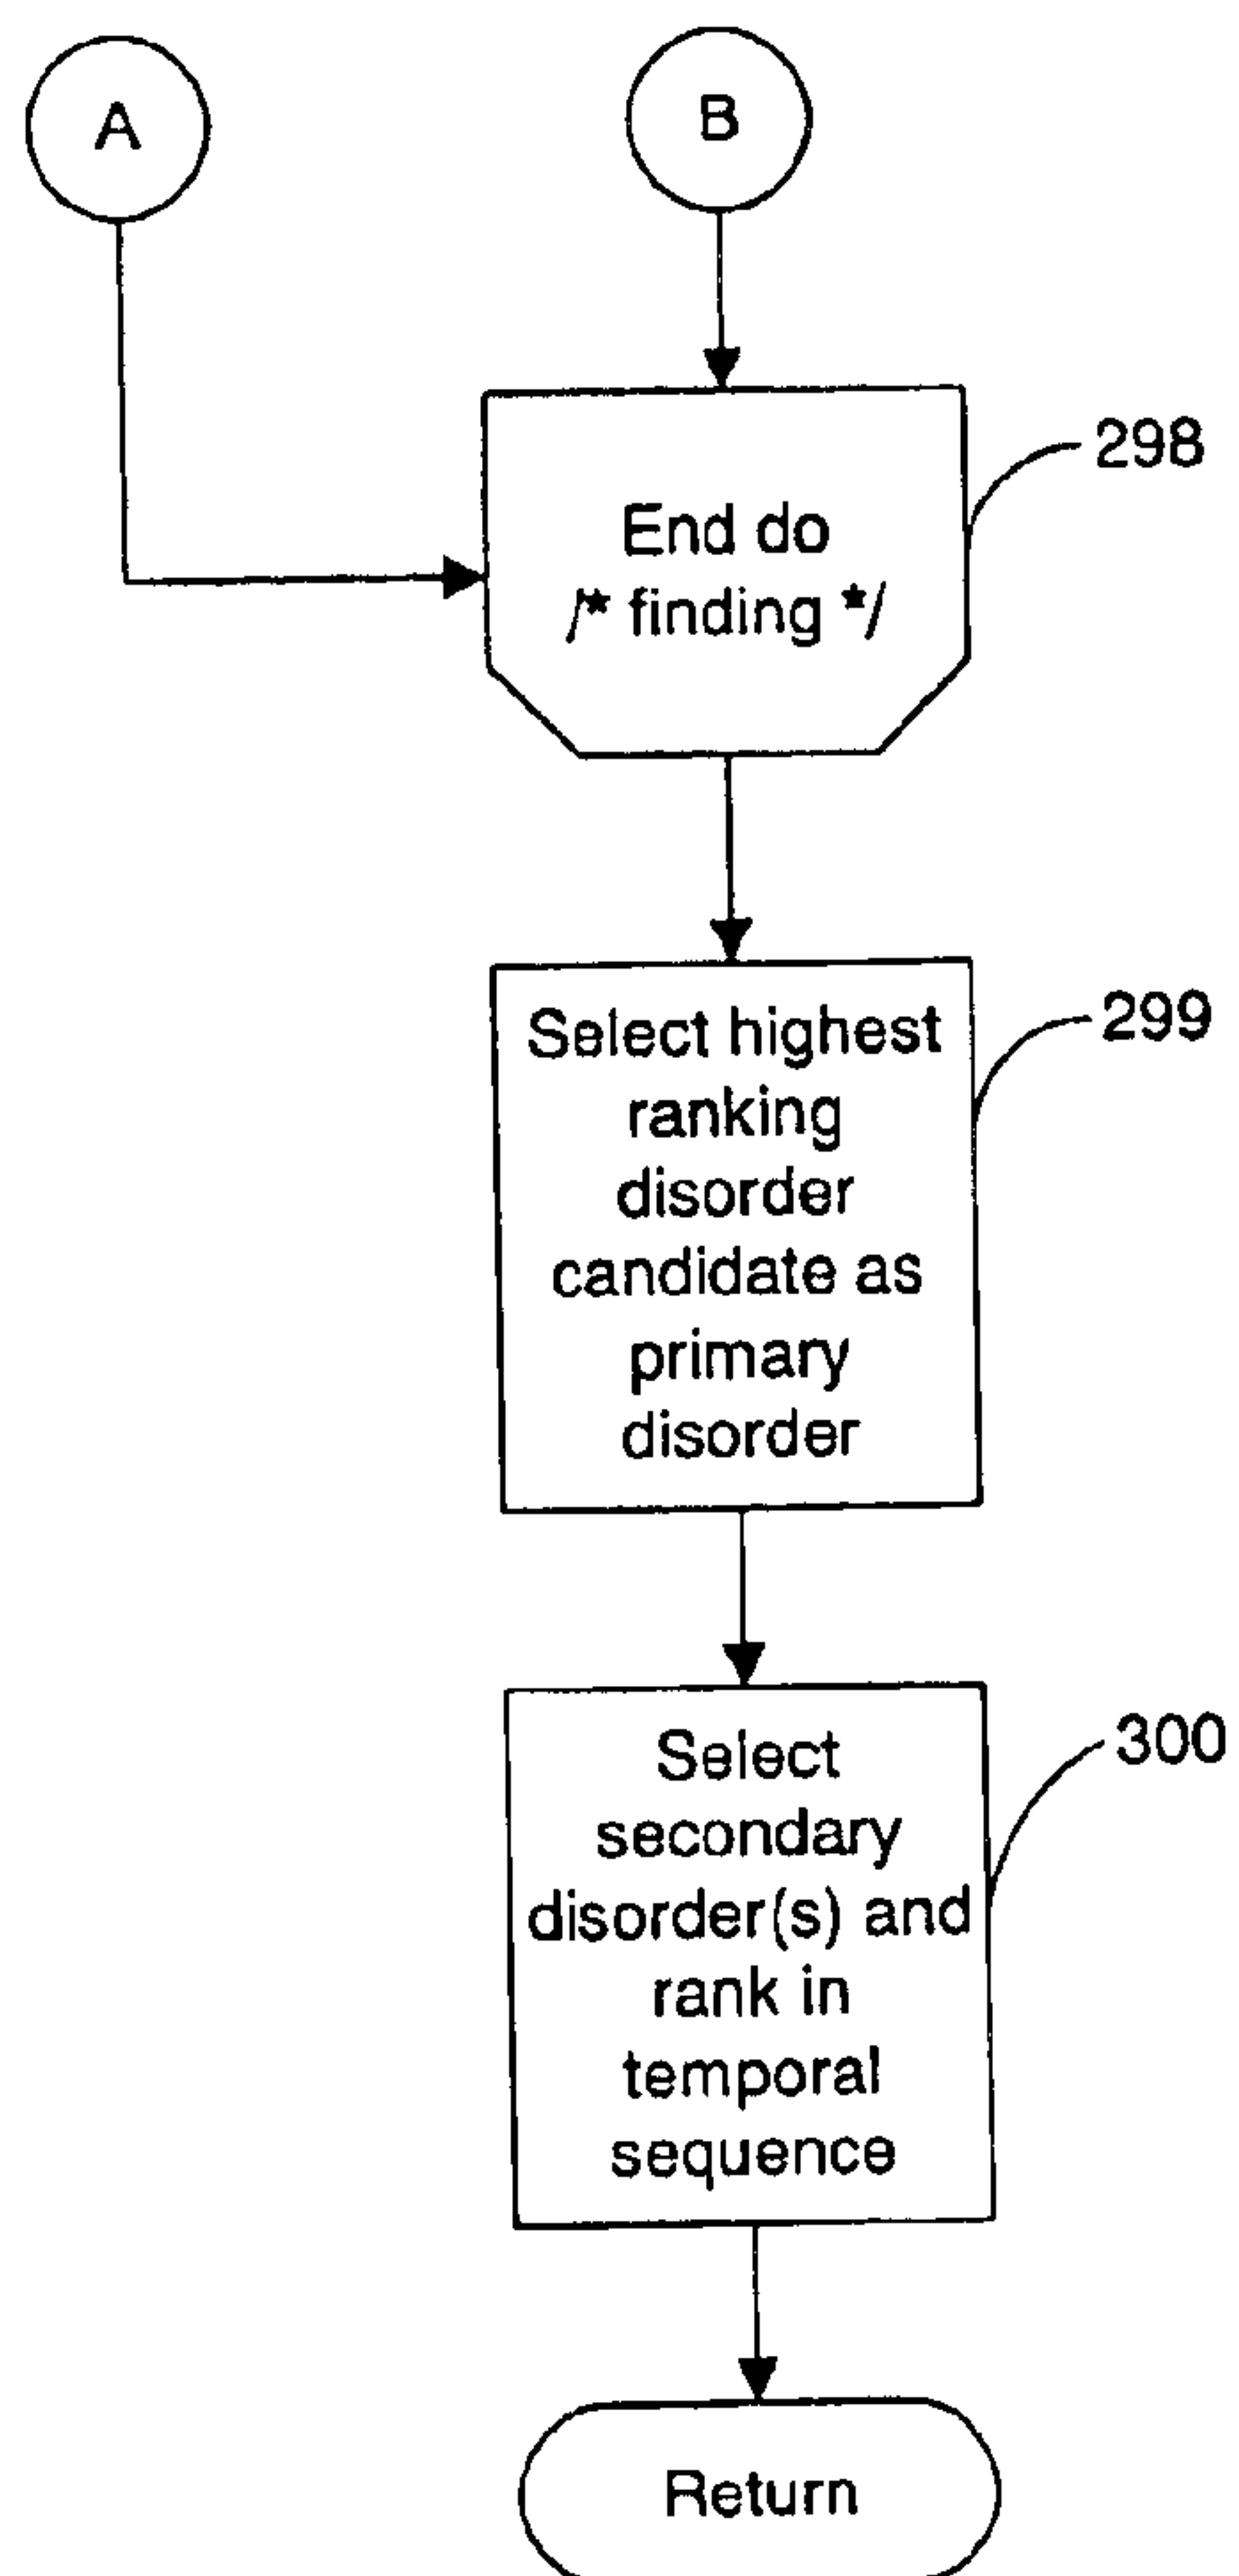 A
B
End do
/* finding */
298
Select highest
ranking
disorder
candidate as
primary
disorder
299
Select
secondary
disorder(s) and
rank in
temporal
sequence
300
Return